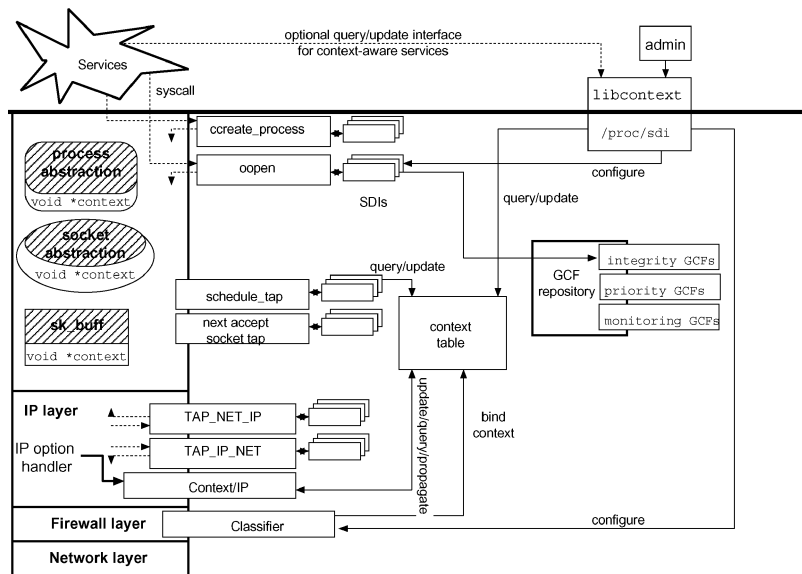 optional query/update interface
for context-aware services
admin
Services
syscall
libcontext
/proc/sdi
ccreate_process
process
abstraction
void *context
oopen
configure
SDIs
query/update
socket
abstraction
void *context
query/update
GCF
repository
integrity GCFs
priority GCFs
monitoring GCFs
schedule_tap
next accept
socket tap
context
table
sk_buff
void *context
IP layer
TAP_NET_IP
update/query/propagate
bind
context
IP option
handler
TAP_IP_NET
Context/IP
Firewall layer
Classifier
configure
Network layer